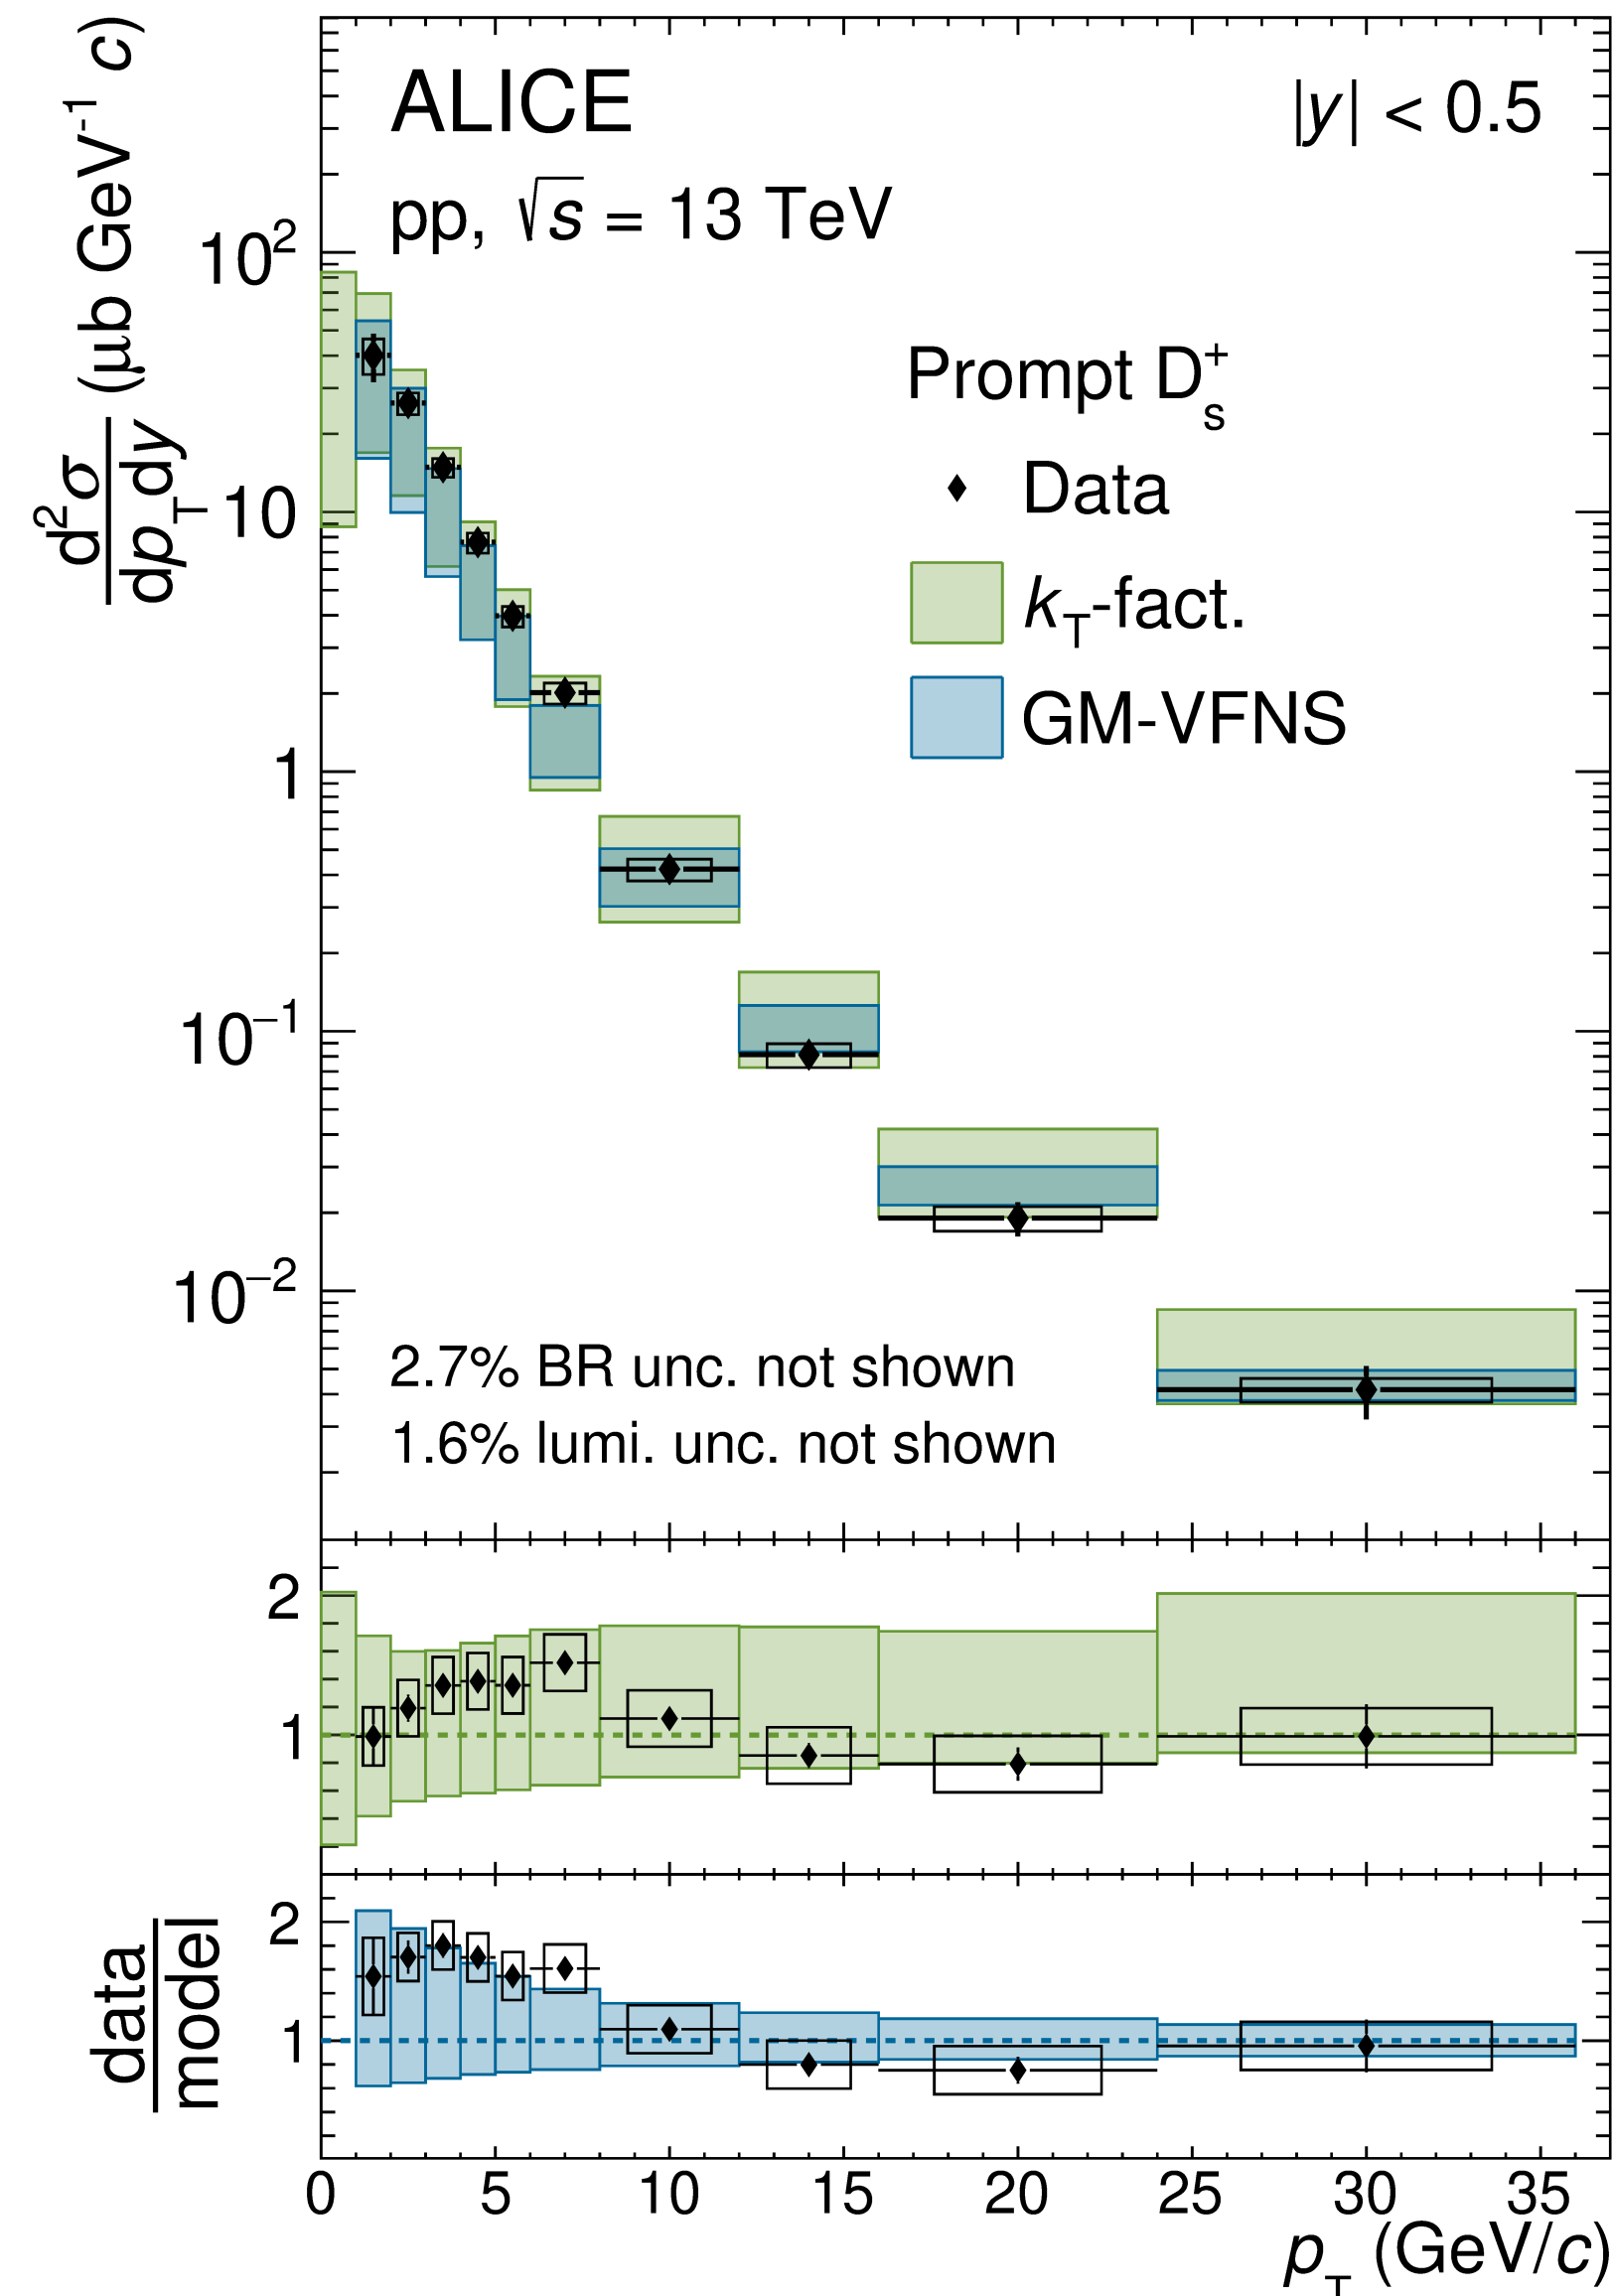 ALICE
|y| < 0.5
pp, √s = 13 TeV
d²σ
dp_T dy
(μb GeV⁻¹ c)
10²
10
1
10⁻¹
10⁻²
Prompt D_s⁺
Data
k_T-fact.
GM-VFNS
2.7% BR unc. not shown
1.6% lumi. unc. not shown
2
1
data
model
2
1
0 5 10 15 20 25 30 35
p_T (GeV/c)